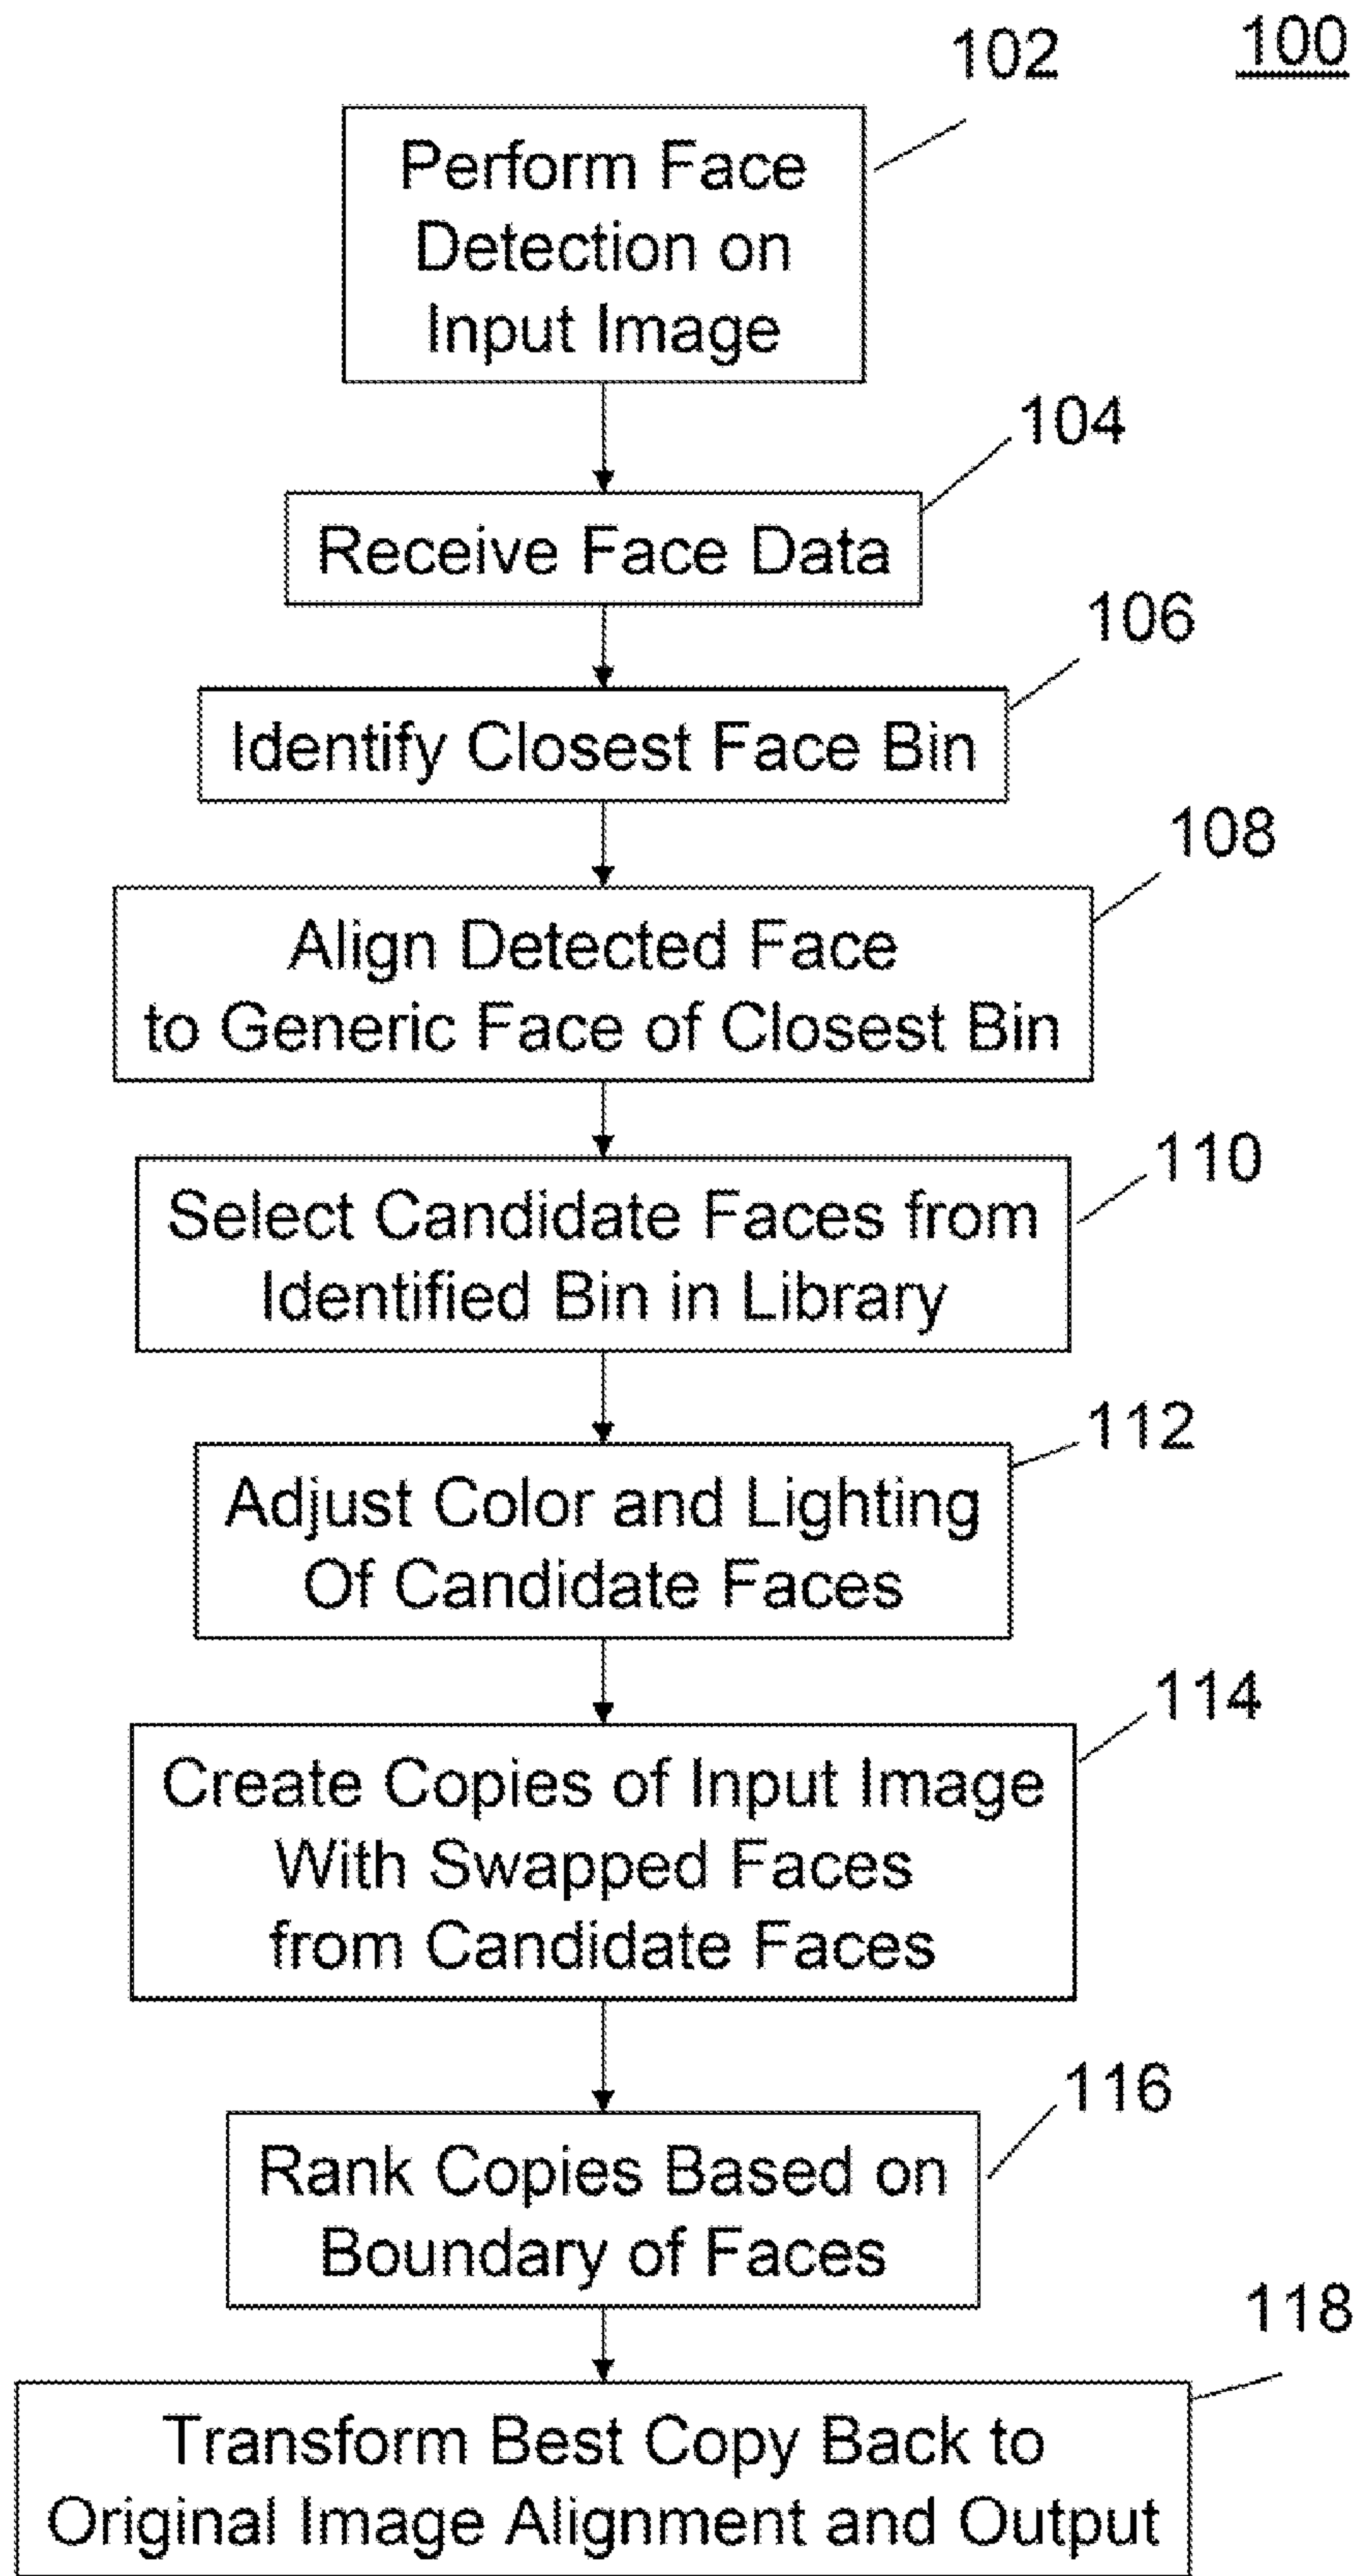 100
102
Perform Face
Detection on
Input Image
104
Receive Face Data
106
Identify Closest Face Bin
108
Align Detected Face
to Generic Face of Closest Bin
110
Select Candidate Faces from
Identified Bin in Library
112
Adjust Color and Lighting
Of Candidate Faces
114
Create Copies of Input Image
With Swapped Faces
from Candidate Faces
116
Rank Copies Based on
Boundary of Faces
118
Transform Best Copy Back to
Original Image Alignment and Output